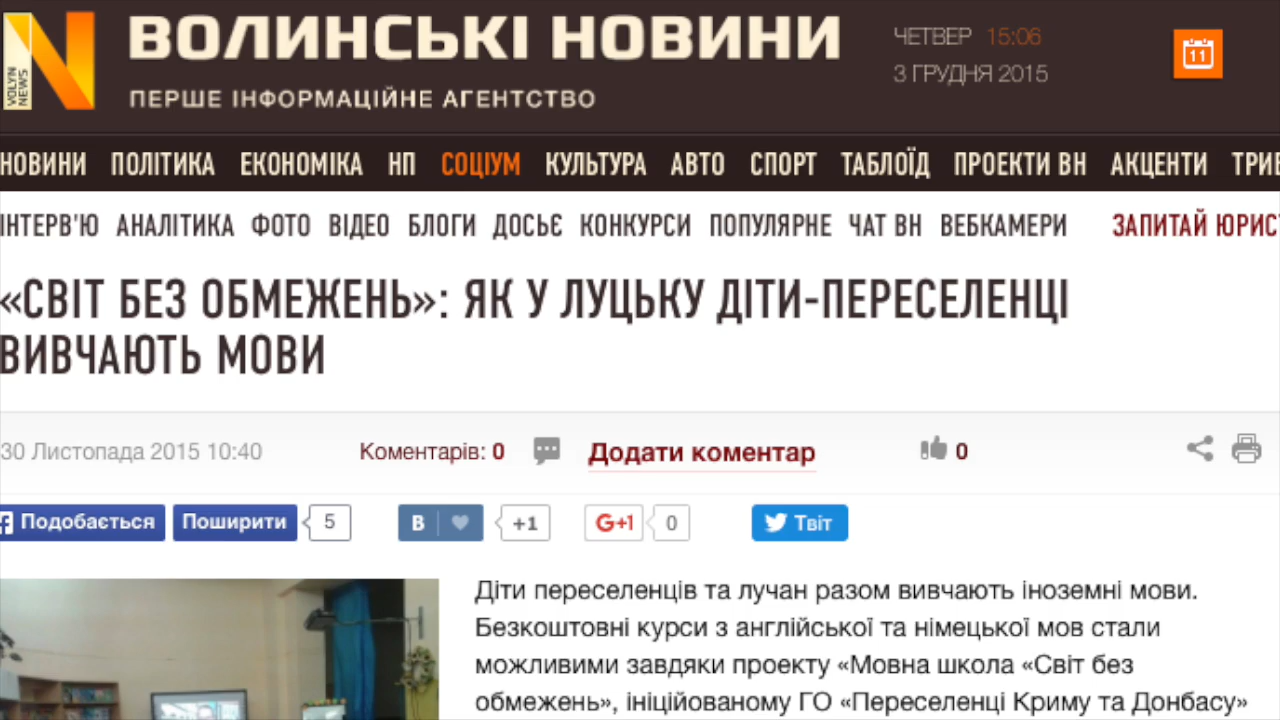 VOLYN NEWS
ВОЛИНСЬКІ НОВИНИ
ПЕРШЕ ІНФОРМАЦІЙНЕ АГЕНТСТВО
ЧЕТВЕР 15:06
3 ГРУДНЯ 2015
11
НОВИНИ ПОЛІТИКА ЕКОНОМІКА НП СОЦІУМ КУЛЬТУРА АВТО СПОРТ ТАБЛОЇД ПРОЕКТИ ВН АКЦЕНТИ
ІНТЕРВ'Ю АНАЛІТИКА ФОТО ВІДЕО БЛОГИ ДОСЬЄ КОНКУРСИ ПОПУЛЯРНЕ ЧАТ ВН ВЕБКАМЕРИ ЗАПИТАЙ ЮРИС
«СВІТ БЕЗ ОБМЕЖЕНЬ»: ЯК У ЛУЦЬКУ ДІТИ-ПЕРЕСЕЛЕНЦІ
ВИВЧАЮТЬ МОВИ
30 Листопада 2015 10:40 Коментарів: 0 Додати коментар 0
Подобається Поширити 5 B +1 G+1 0 Твіт
Діти переселенців та лучан разом вивчають іноземні мови.
Безкоштовні курси з англійської та німецької мов стали
можливими завдяки проекту «Мовна школа «Світ без
обмежень», ініційованому ГО «Переселенці Криму та Донбасу»